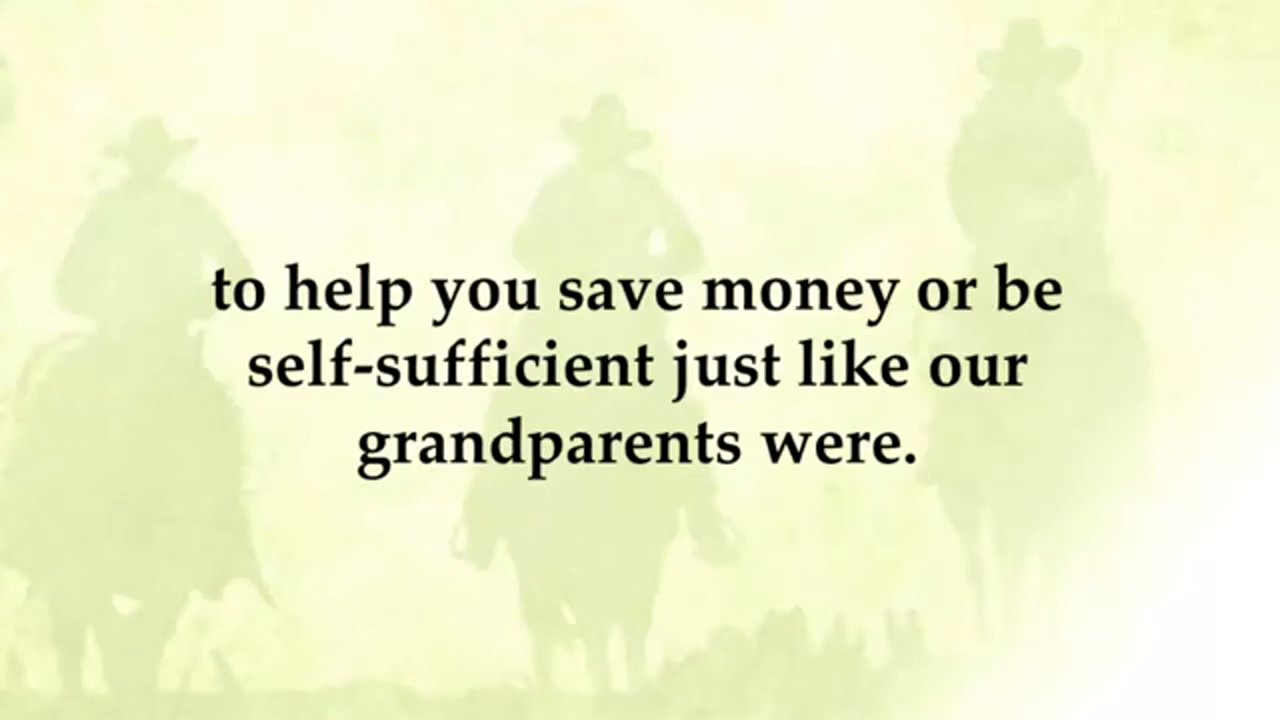 to help you save money or be
self-sufficient just like our
grandparents were.